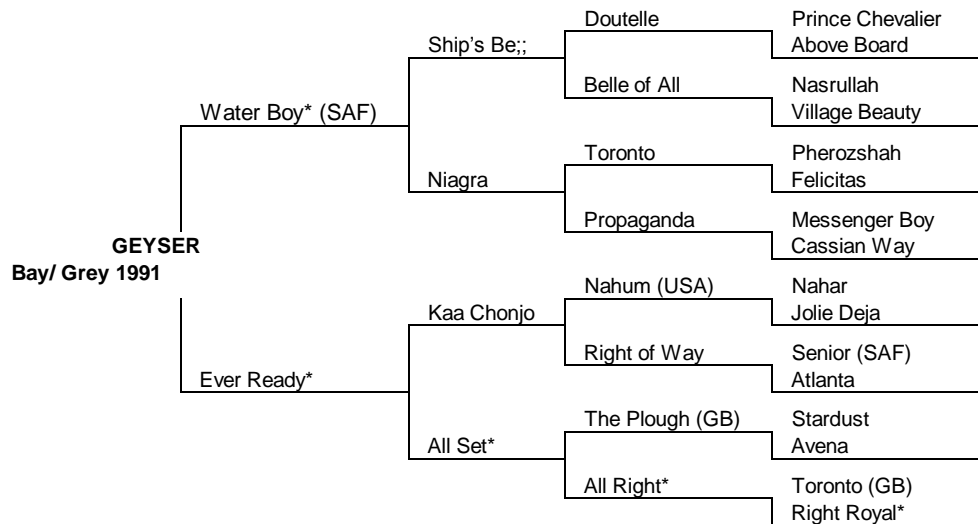 Doutelle
Prince Chevalier
Ship's Be;;
Above Board
Belle of All
Nasrullah
Water Boy* (SAF)
Village Beauty
Toronto
Pherozshah
Niagra
Felicitas
Propaganda
Messenger Boy
GEYSER
Cassian Way
Bay/ Grey 1991
Nahum (USA)
Nahar
Kaa Chonjo
Jolie Deja
Right of Way
Senior (SAF)
Ever Ready*
Atlanta
The Plough (GB)
Stardust
All Set*
Avena
All Right*
Toronto (GB)
Right Royal*